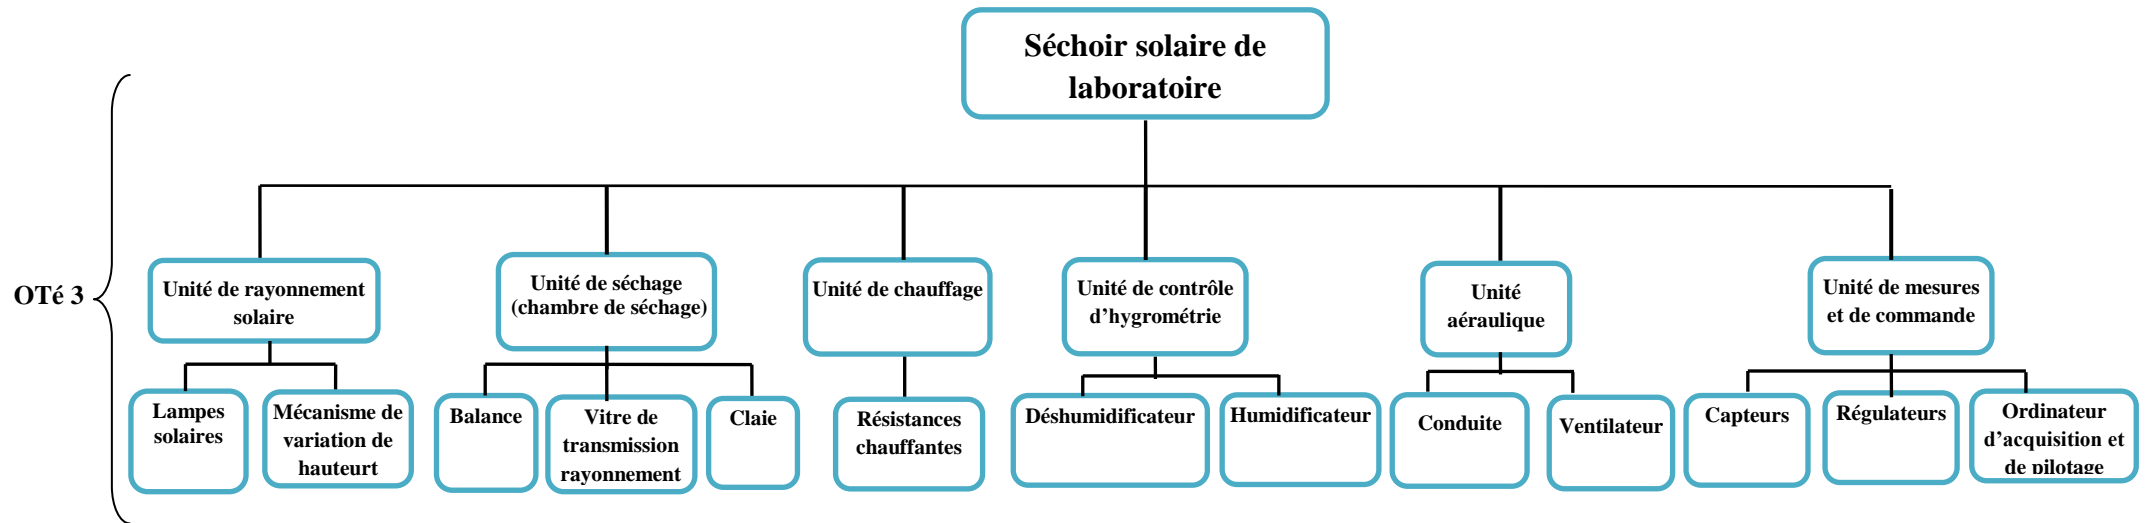 Séchoir solaire de
laboratoire
OTé 3
Unité de rayonnement
solaire
Unité de séchage
(chambre de séchage)
Unité de chauffage
Unité de contrôle
d’hygrométrie
Unité
aéraulique
Unité de mesures
et de commande
Lampes
solaires
Mécanisme de
variation de
hauteurt
Balance
Vitre de
transmission
rayonnement
Claie
Résistances
chauffantes
Déshumidificateur
Humidificateur
Conduite
Ventilateur
Capteurs
Régulateurs
Ordinateur
d’acquisition et
de pilotage